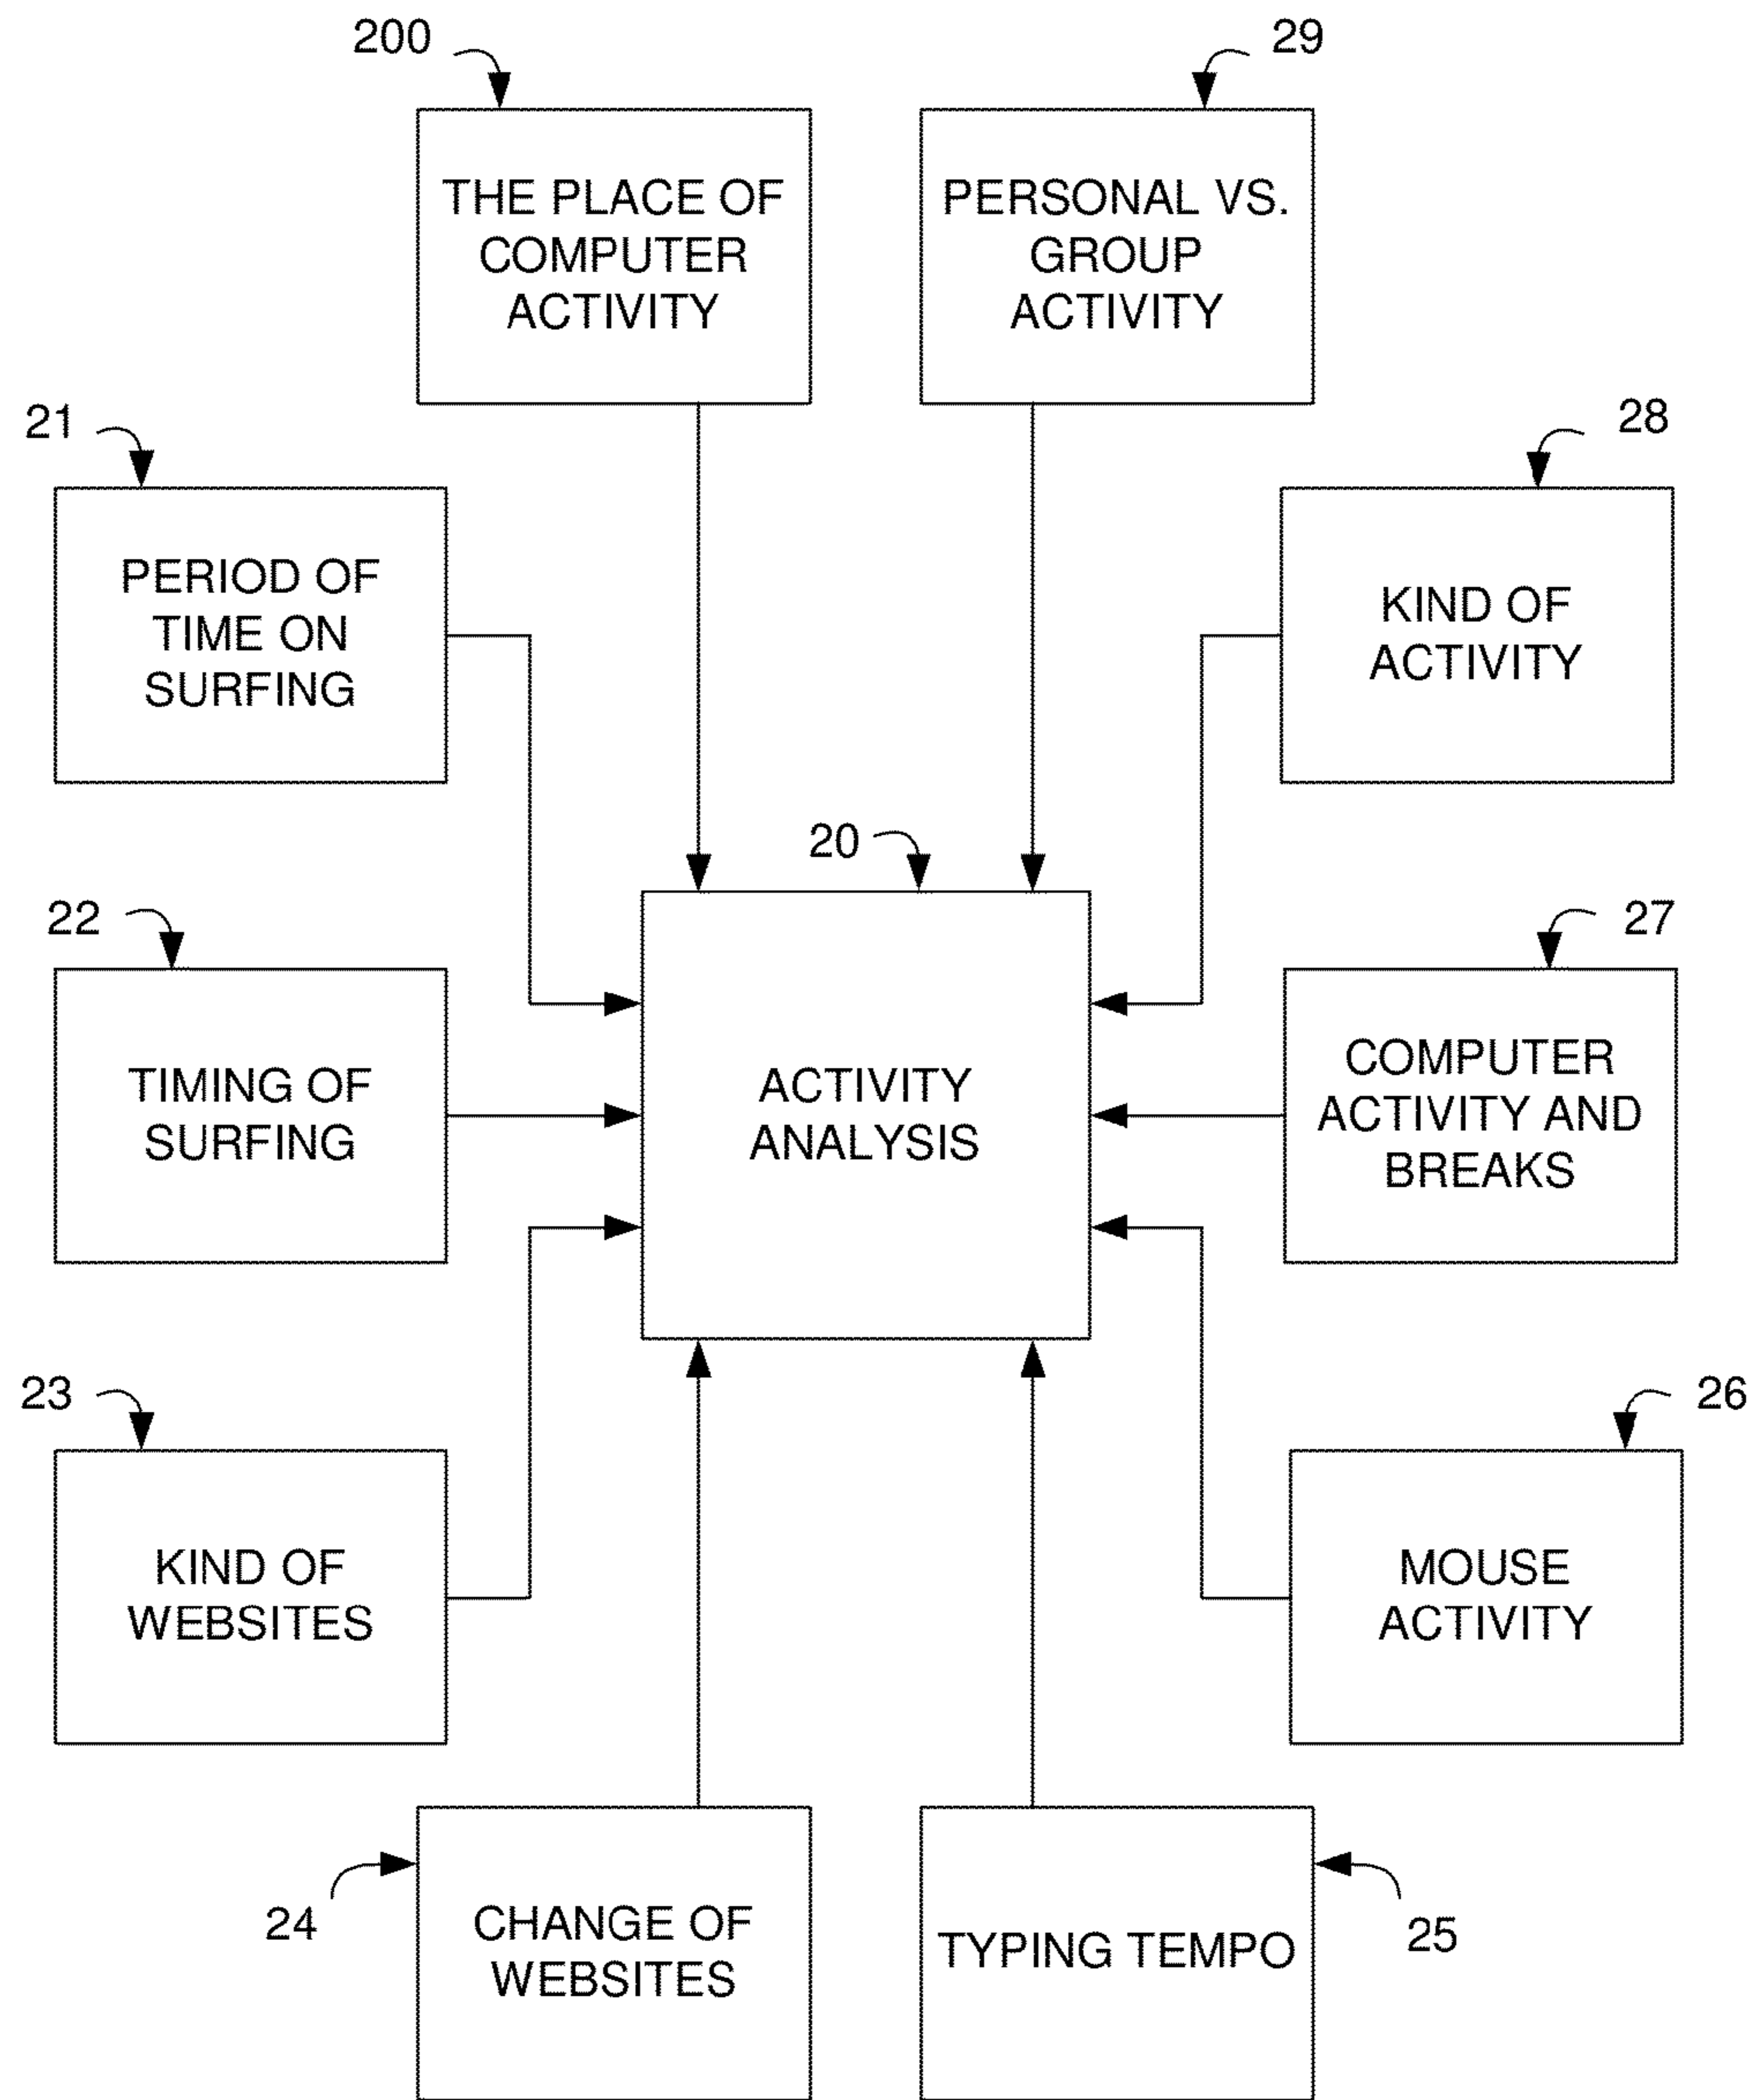 200
29
THE PLACE OF
COMPUTER
ACTIVITY
PERSONAL VS.
GROUP
ACTIVITY
21
28
PERIOD OF
TIME ON
SURFING
KIND OF
ACTIVITY
20
22
27
TIMING OF
SURFING
ACTIVITY
ANALYSIS
COMPUTER
ACTIVITY AND
BREAKS
23
26
KIND OF
WEBSITES
MOUSE
ACTIVITY
24
CHANGE OF
WEBSITES
TYPING TEMPO
25